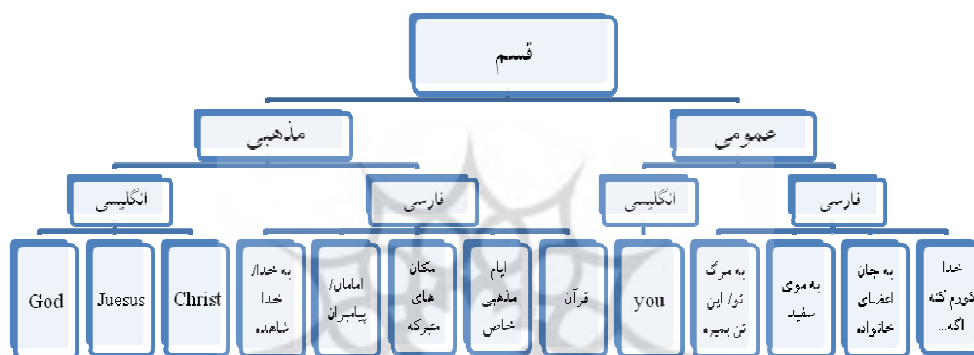 قسم
عمومی
مذهبی
فارسی
انگلیسی
فارسی
انگلیسی
خدا
کورم کنه
اگه...
به جان
اعضای
خانواده
به موی
سفید
به مرگ
تو/ این
تن بمیره
you
قرآن
ایام
مذهبی
خاص
مکان
های
متبرکه
امامان/
پیامبران
به خدا/
خدا
شاهده
Christ
Juesus
God